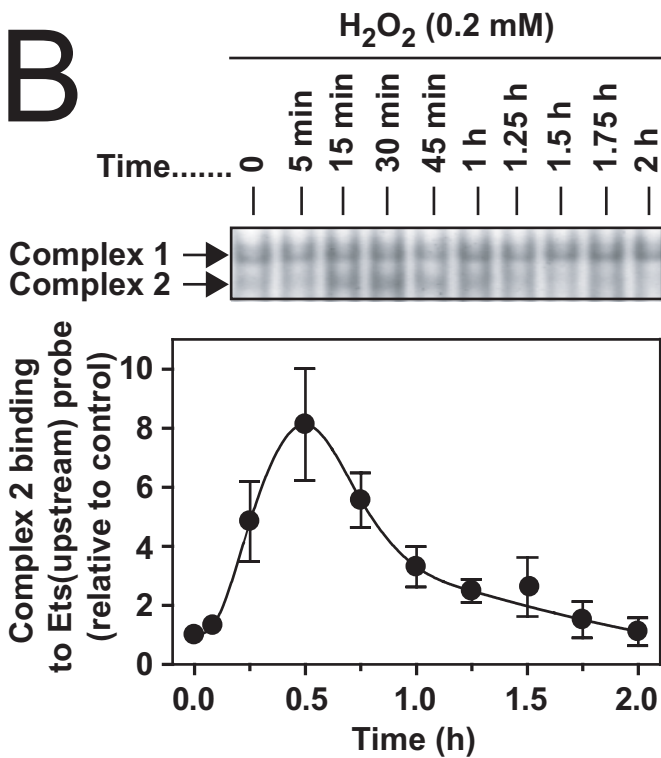 B
H₂O₂ (0.2 mM)
Time....... 0 5 min 15 min 30 min 45 min 1 h 1.25 h 1.5 h 1.75 h 2 h
Complex 1
Complex 2
Complex 2 binding
to Ets(upstream) probe
(relative to control)
10
8
6
4
2
0
0.0 0.5 1.0 1.5 2.0
Time (h)